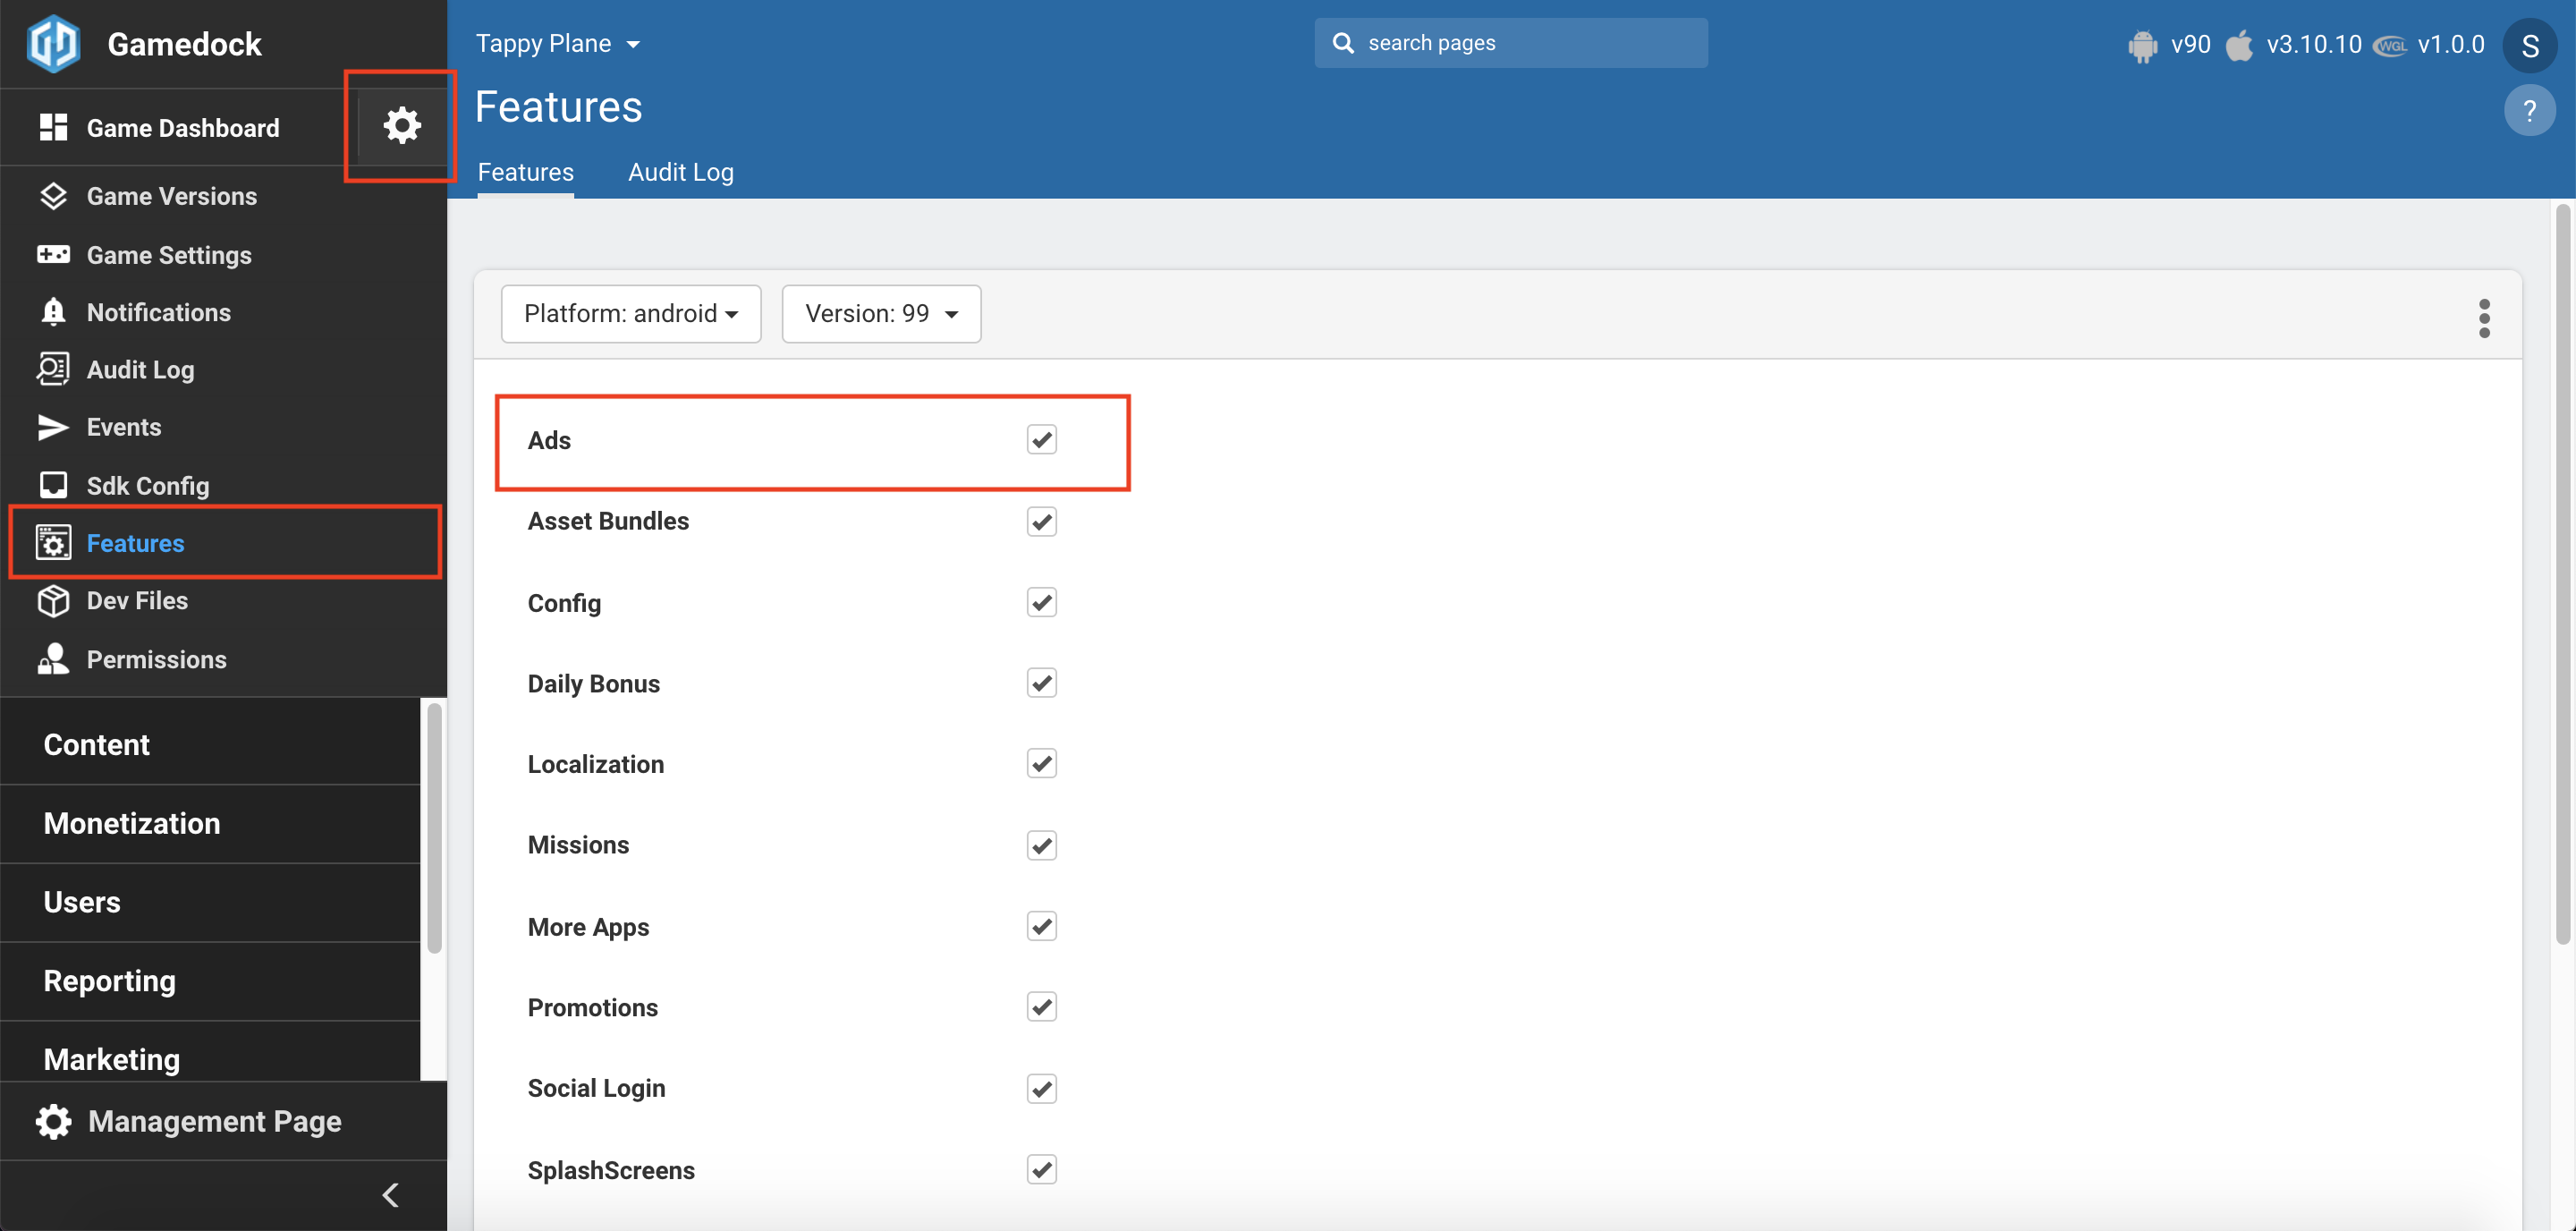 Gamedock
Game Dashboard
Game Versions
Game Settings
Notifications
Audit Log
Events
Sdk Config
Features
Dev Files
Permissions
Content
Monetization
Users
Reporting
Marketing
Management Page
Tappy Plane
search pages
v90 v3.10.10 WGL v1.0.0 S
Features
?
Features Audit Log
Platform: android Version: 99
Ads
Asset Bundles
Config
Daily Bonus
Localization
Missions
More Apps
Promotions
Social Login
SplashScreens